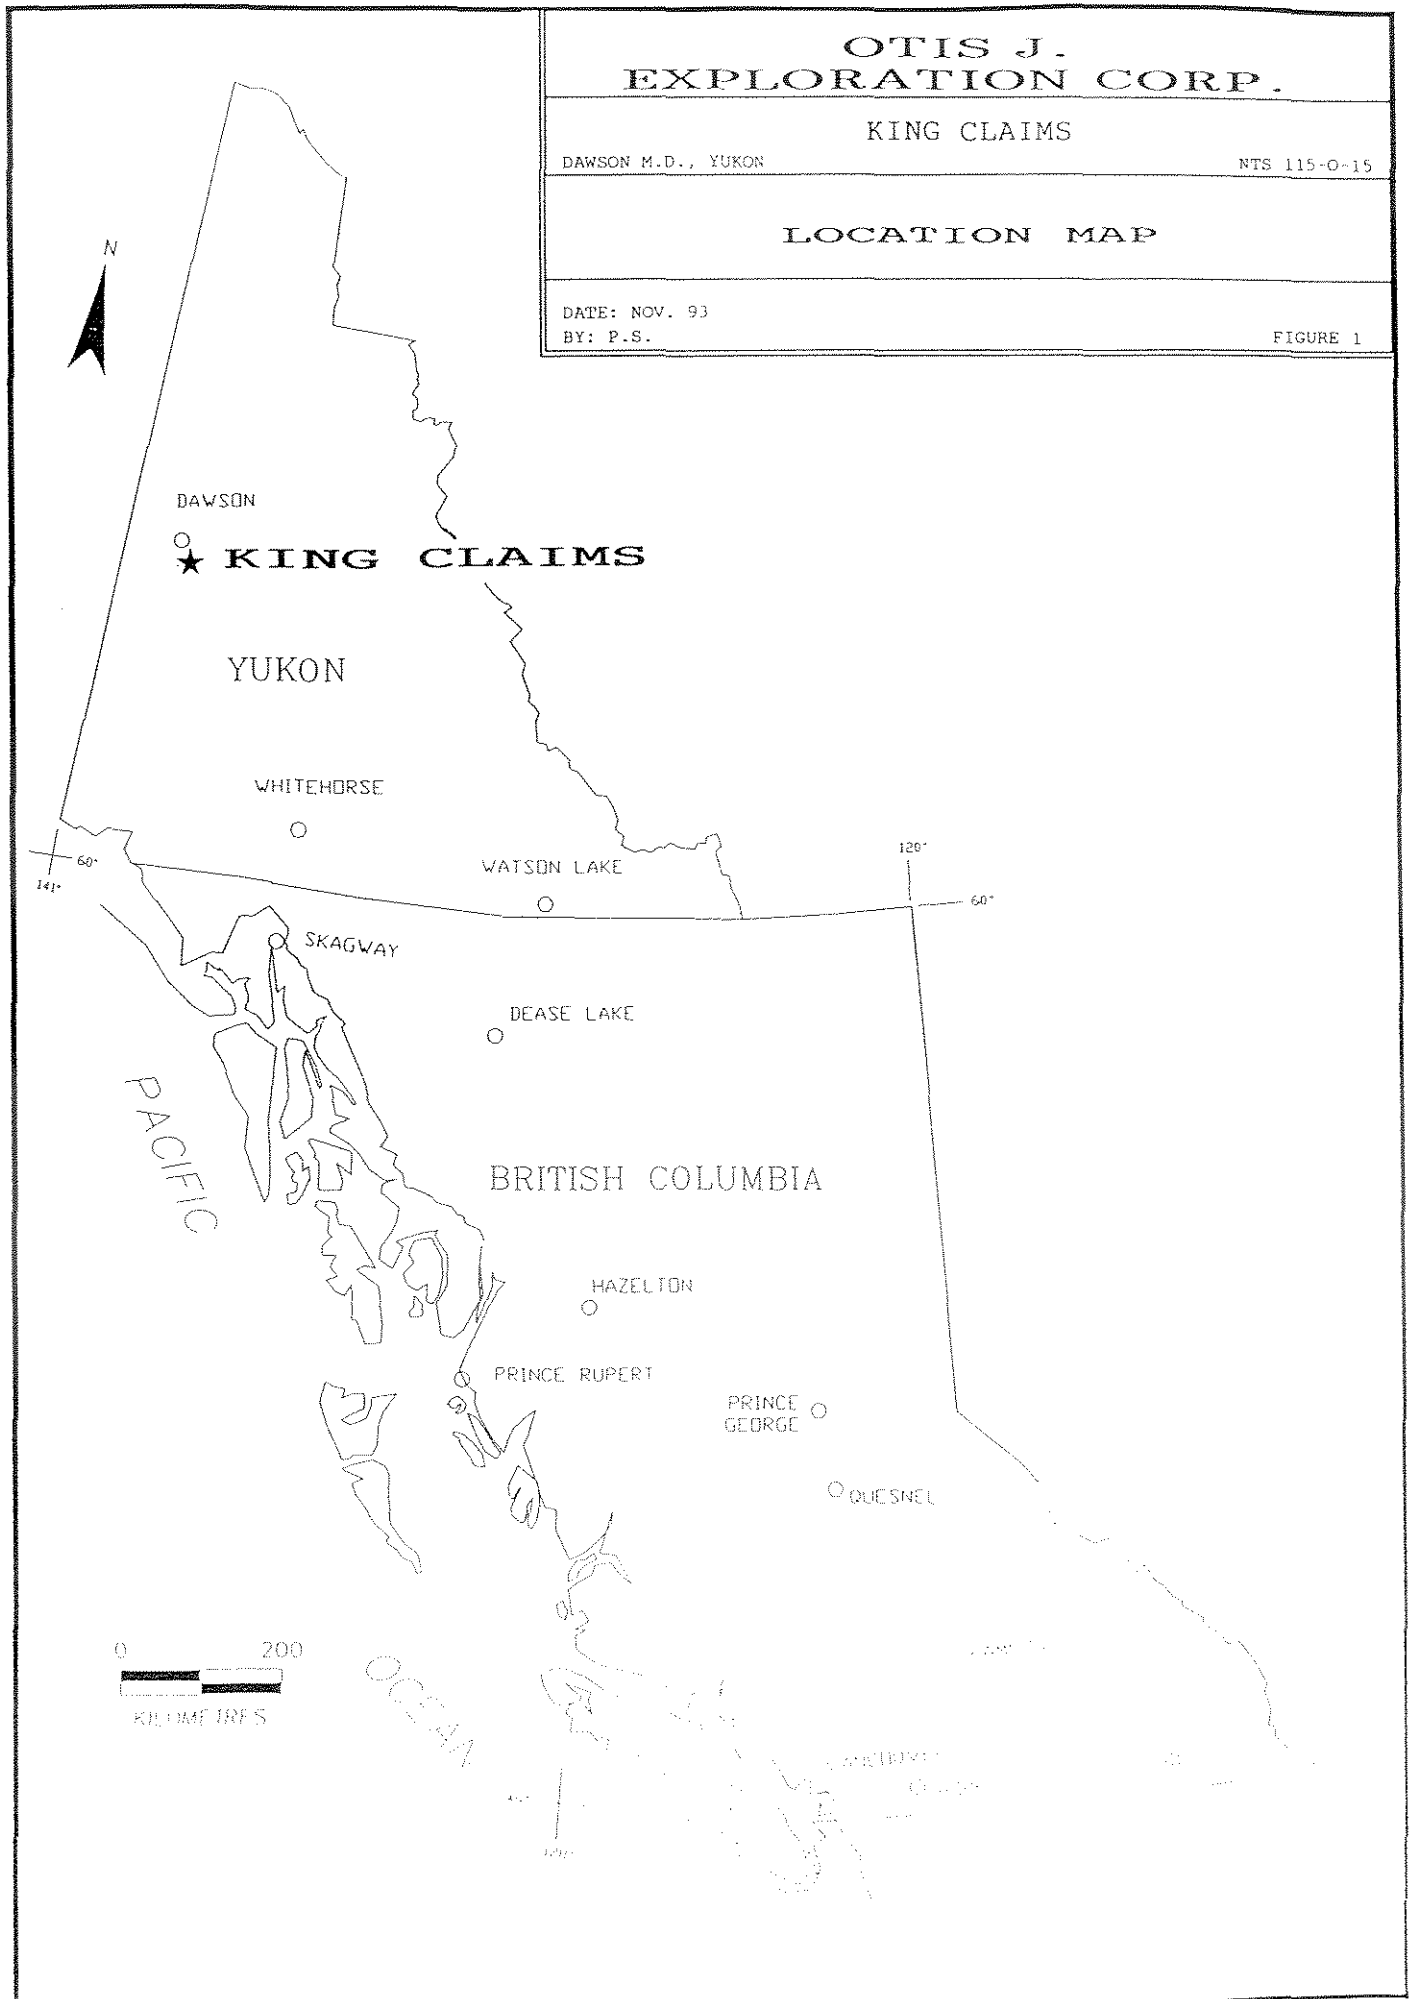 OTIS J.
EXPLORATION CORP.
KING CLAIMS
DAWSON M.D., YUKON
NTS 115-O-15
LOCATION MAP
DATE: NOV. 93
BY: P.S.
FIGURE 1
N
DAWSON
★ KING CLAIMS
YUKON
WHITEHORSE
WATSON LAKE
60°
141°
120°
60°
SKAGWAY
DEASE LAKE
PACIFIC
BRITISH COLUMBIA
HAZELTON
PRINCE RUPERT
PRINCE
GEORGE
QUESNEL
0 200
KILOMETRES
OCEAN